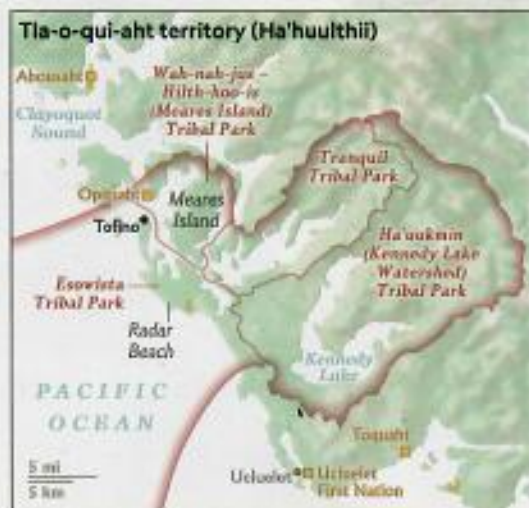 Tla-o-qui-aht territory (Ha'huulthii)
Ahousaht
Clayoquot
Sound
Wah-nah-jus –
Hilth-hoo-is
(Meares Island)
Tribal Park
Tranquil
Tribal Park
Opitsaht
Meares
Island
Tofino
Ha'uukmin
(Kennedy Lake
Watershed)
Tribal Park
Esowista
Tribal Park
Radar
Beach
Kennedy
Lake
PACIFIC
OCEAN
Toquaht
5 mi
5 km
Ucluelet
Ucluelet
First Nation